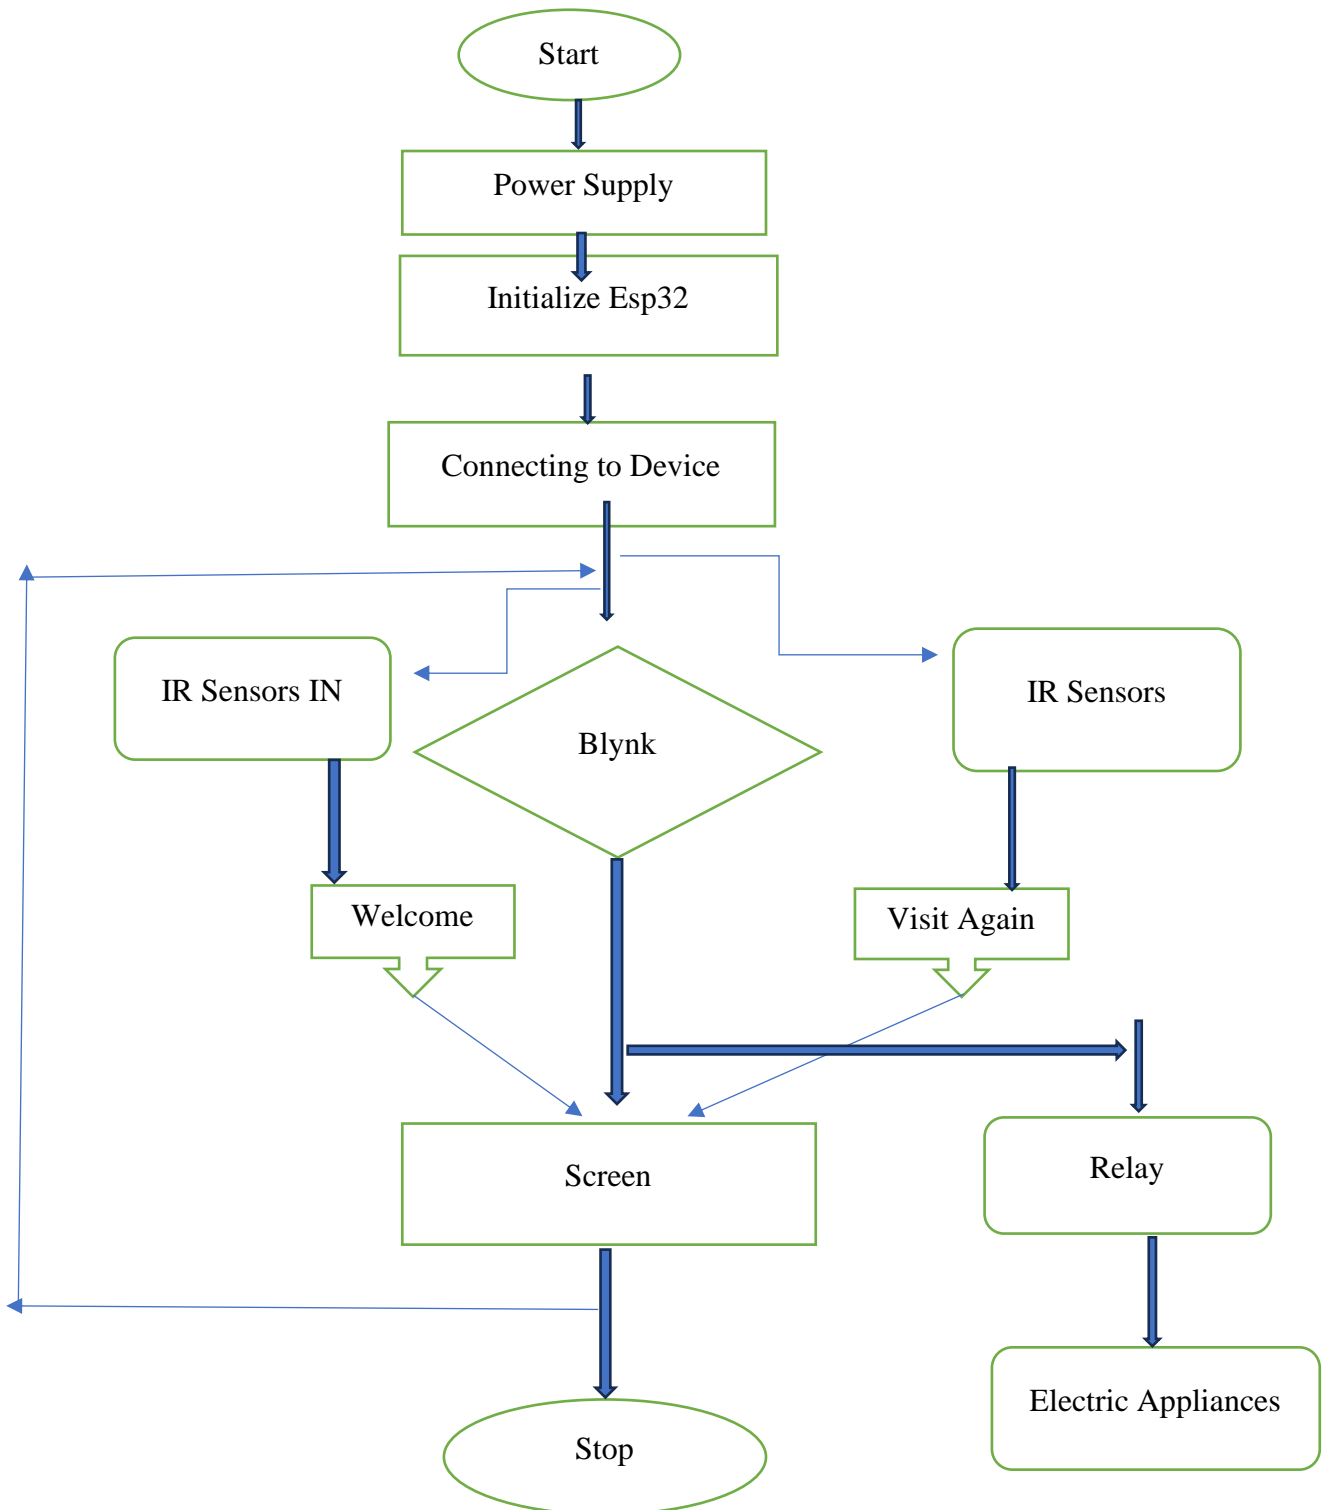 Start
Power Supply
Initialize Esp32
Connecting to Device
IR Sensors IN
Blynk
IR Sensors
Welcome
Visit Again
Screen
Relay
Electric Appliances
Stop